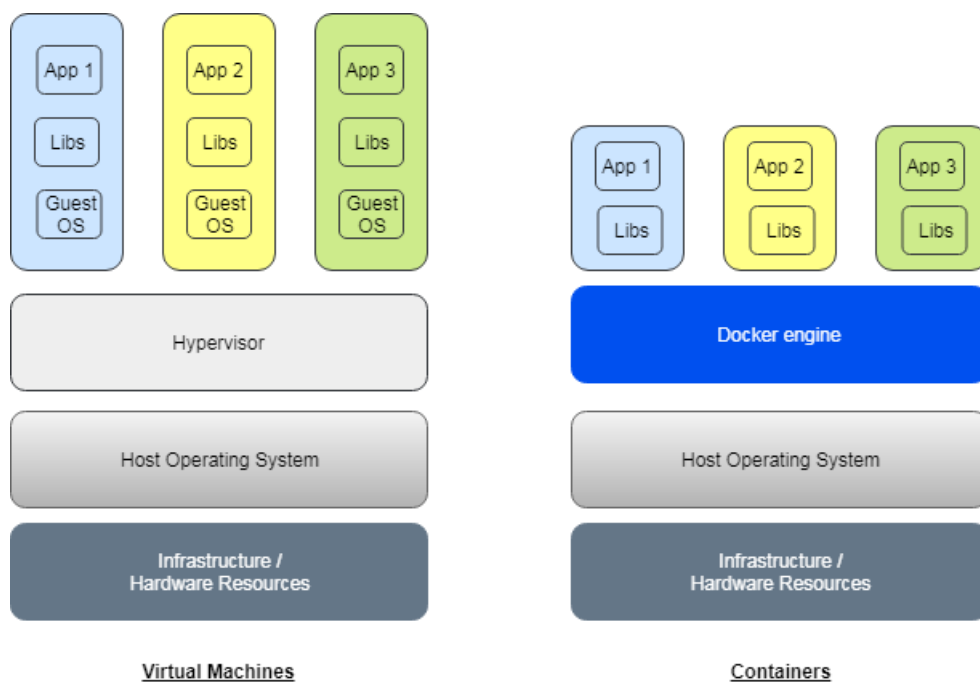 App 1
App 2
App 3
Libs
Libs
Libs
Guest
OS
Guest
OS
Guest
OS
Hypervisor
Host Operating System
Infrastructure /
Hardware Resources
Virtual Machines
App 1
App 2
App 3
Libs
Libs
Libs
Docker engine
Host Operating System
Infrastructure /
Hardware Resources
Containers